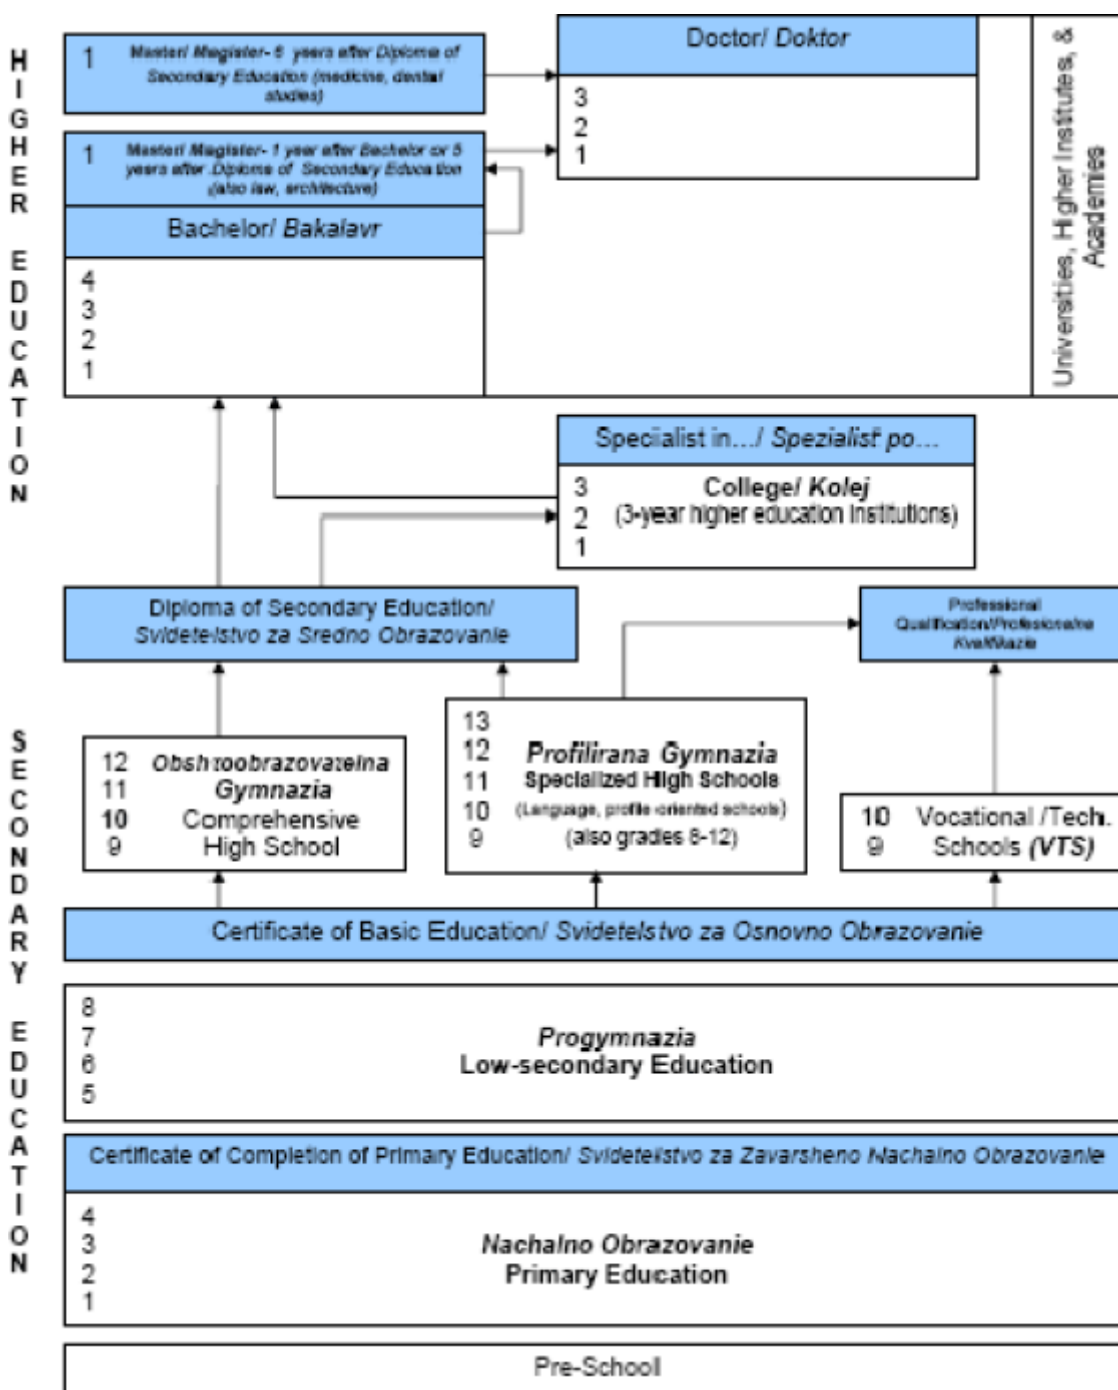 HIGHER EDUCATION
1
Master/ Magister- 6 years after Diploma of
Secondary Education (medicine, dental
studies)
Doctor/ Doktor
3
2
1
Universities, Higher Institutes, &
Academies
1
Master/ Magister- 1 year after Bachelor or 5
years after Diploma of Secondary Education
(also law, architecture)
Bachelor/ Bakalavr
4
3
2
1
Specialist in.../ Spezialist po...
3
2
1
College/ Kolej
(3-year higher education institutions)
Diploma of Secondary Education/
Svidetelstvo za Sredno Obrazovanie
Professional
Qualification/Profesionalna
SECONDARY EDUCATION
12
11
10
9
Obshtoobrazovatelna
Gymnazia
Comprehensive
High School
13
12
11
10
9
Profilirana Gymnazia
Specialized High Schools
(Language, profile-oriented schools)
(also grades 8-12)
10
9
Vocational /Tech.
Schools (VTS)
Certificate of Basic Education/ Svidetelstvo za Osnovno Obrazovanie
8
7
6
5
Progymnazia
Low-secondary Education
Certificate of Completion of Primary Education/ Svidetelstvo za Zavarsheno Nachalno Obrazovanie
4
3
2
1
Nachalno Obrazovanie
Primary Education
Pre-School